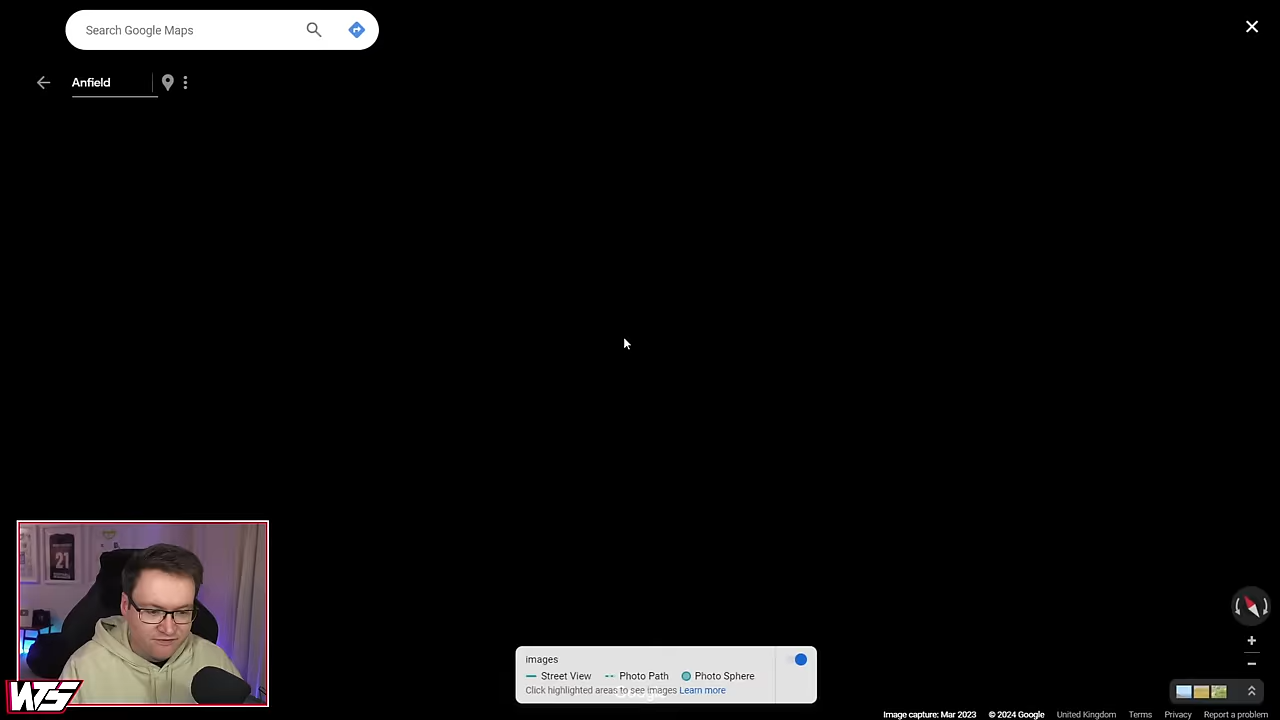 Search Google Maps
Anfield
21
images
Street View Photo Path Photo Sphere
Click highlighted areas to see images Learn more
WTS
Image capture: Mar 2023 © 2024 Google United Kingdom Terms Privacy Report a problem